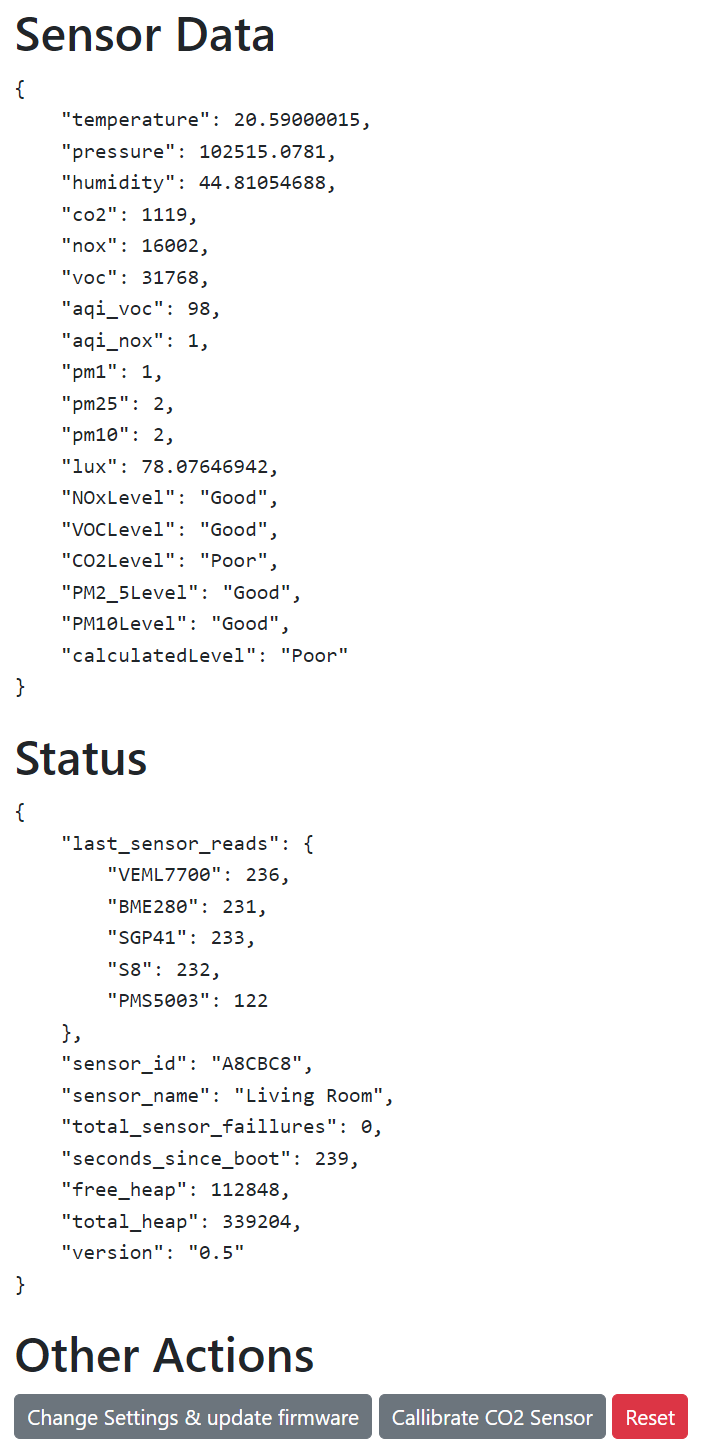 Sensor Data
{
    "temperature": 20.59000015,
    "pressure": 102515.0781,
    "humidity": 44.81054688,
    "co2": 1119,
    "nox": 16002,
    "voc": 31768,
    "aqi_voc": 98,
    "aqi_nox": 1,
    "pm1": 1,
    "pm25": 2,
    "pm10": 2,
    "lux": 78.07646942,
    "NOxLevel": "Good",
    "VOCLevel": "Good",
    "CO2Level": "Poor",
    "PM2_5Level": "Good",
    "PM10Level": "Good",
    "calculatedLevel": "Poor"
}
Status
{
    "last_sensor_reads": {
        "VEML7700": 236,
        "BME280": 231,
        "SGP41": 233,
        "S8": 232,
        "PMS5003": 122
    },
    "sensor_id": "A8CBC8",
    "sensor_name": "Living Room",
    "total_sensor_faillures": 0,
    "seconds_since_boot": 239,
    "free_heap": 112848,
    "total_heap": 339204,
    "version": "0.5"
}
Other Actions
Change Settings & update firmware Callibrate CO2 Sensor Reset